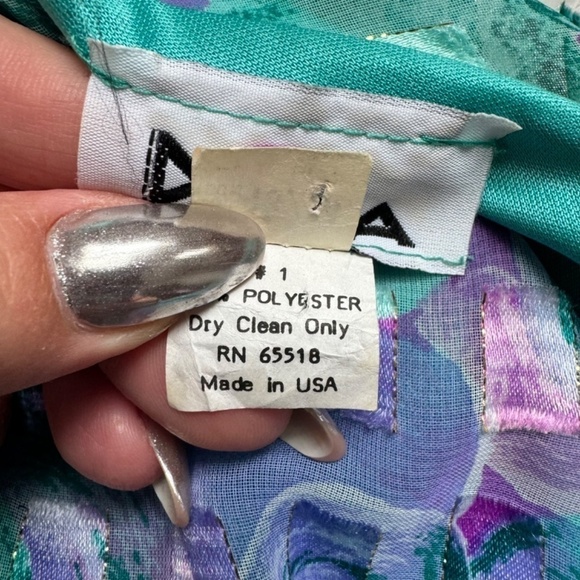 # 1
% POLYESTER
Dry Clean Only
RN 65518
Made in USA